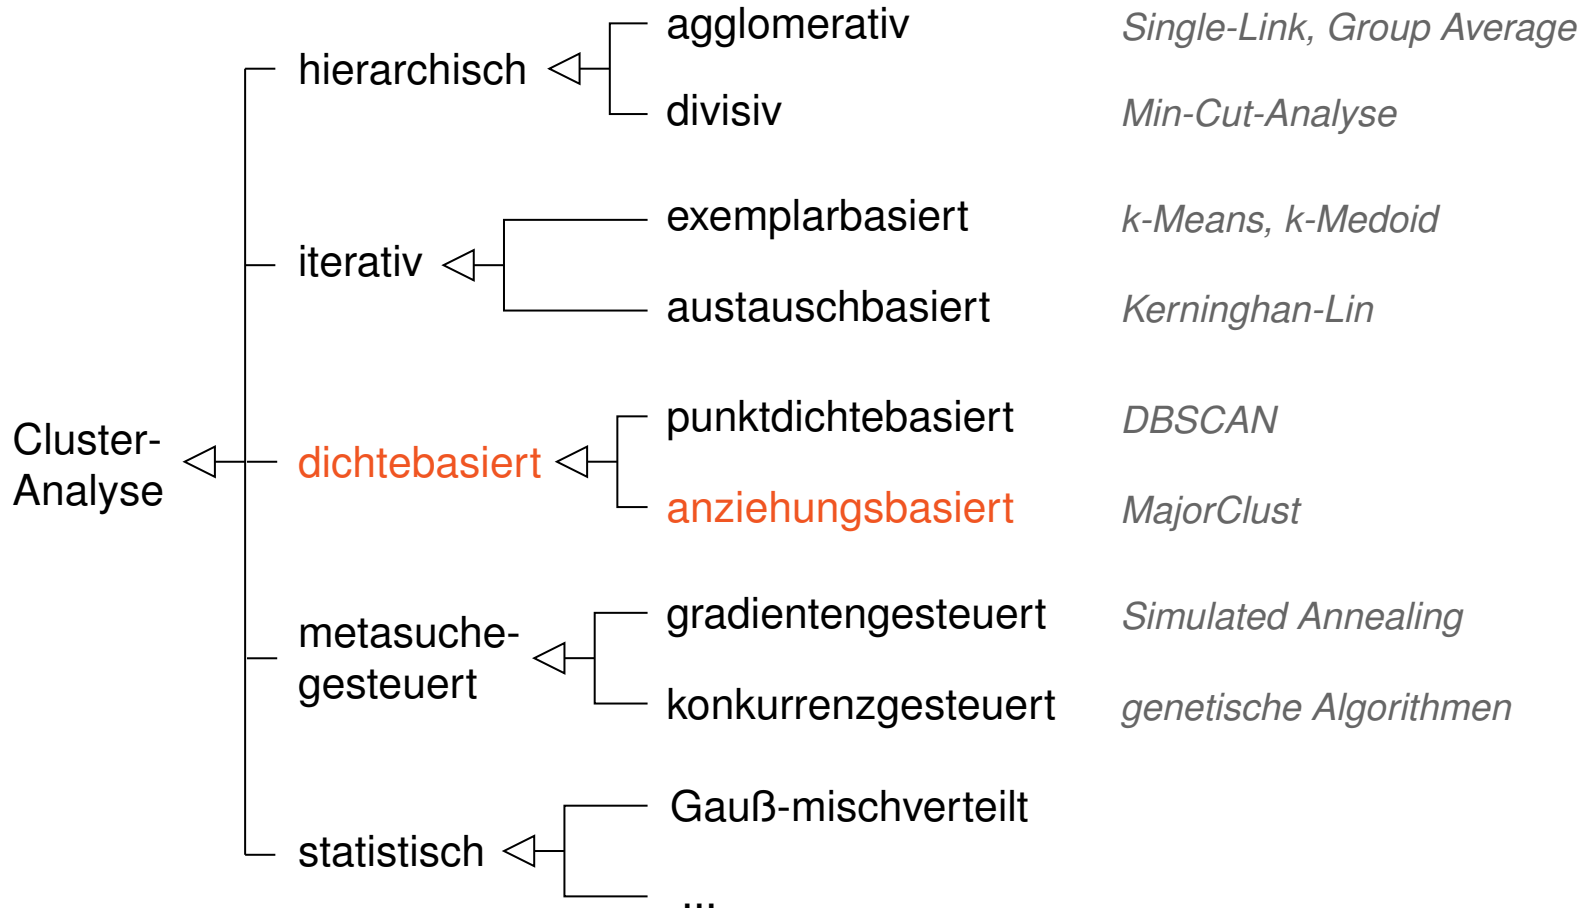 agglomerativ Single-Link, Group Average
hierarchisch
divisiv Min-Cut-Analyse
exemplarbasiert k-Means, k-Medoid
iterativ
austauschbasiert Kerninghan-Lin
punktdichtebasiert DBSCAN
Cluster-
Analyse
dichtebasiert
anziehungsbasiert MajorClust
gradientengesteuert Simulated Annealing
metasuche-
gesteuert
konkurrenzgesteuert genetische Algorithmen
Gauß-mischverteilt
statistisch
...